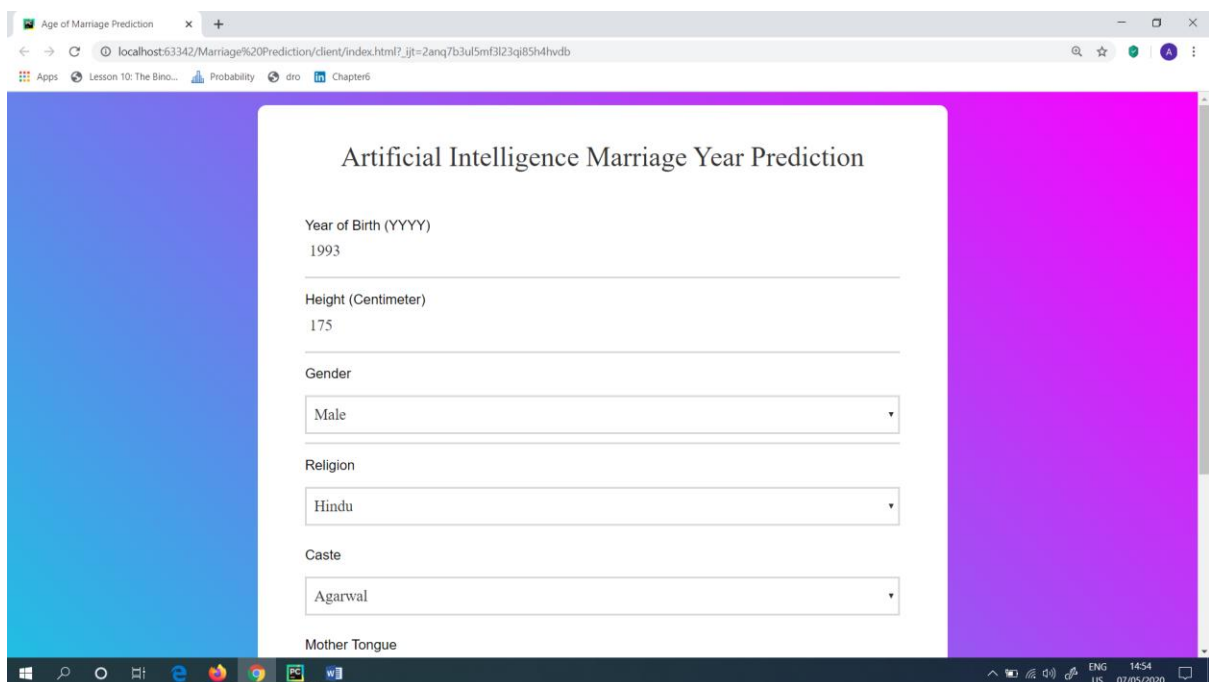 Age of Marriage Prediction
localhost:63342/Marriage%20Prediction/client/index.html?_ijt=2anq7b3ul5mf3l23qi85h4hvdb
A
Apps Lesson 10: The Bino... Probability dro Chapter6
Artificial Intelligence Marriage Year Prediction
Year of Birth (YYYY)
1993
Height (Centimeter)
175
Gender
Male
Religion
Hindu
Caste
Agarwal
Mother Tongue
ENG 14:54
US 07/05/2020